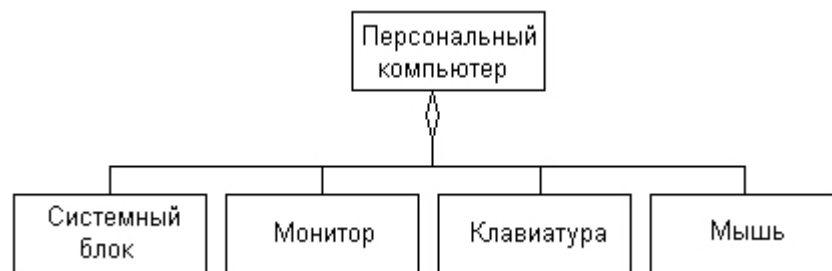 Персональный
компьютер
Системный
блок
Монитор
Клавиатура
Мышь